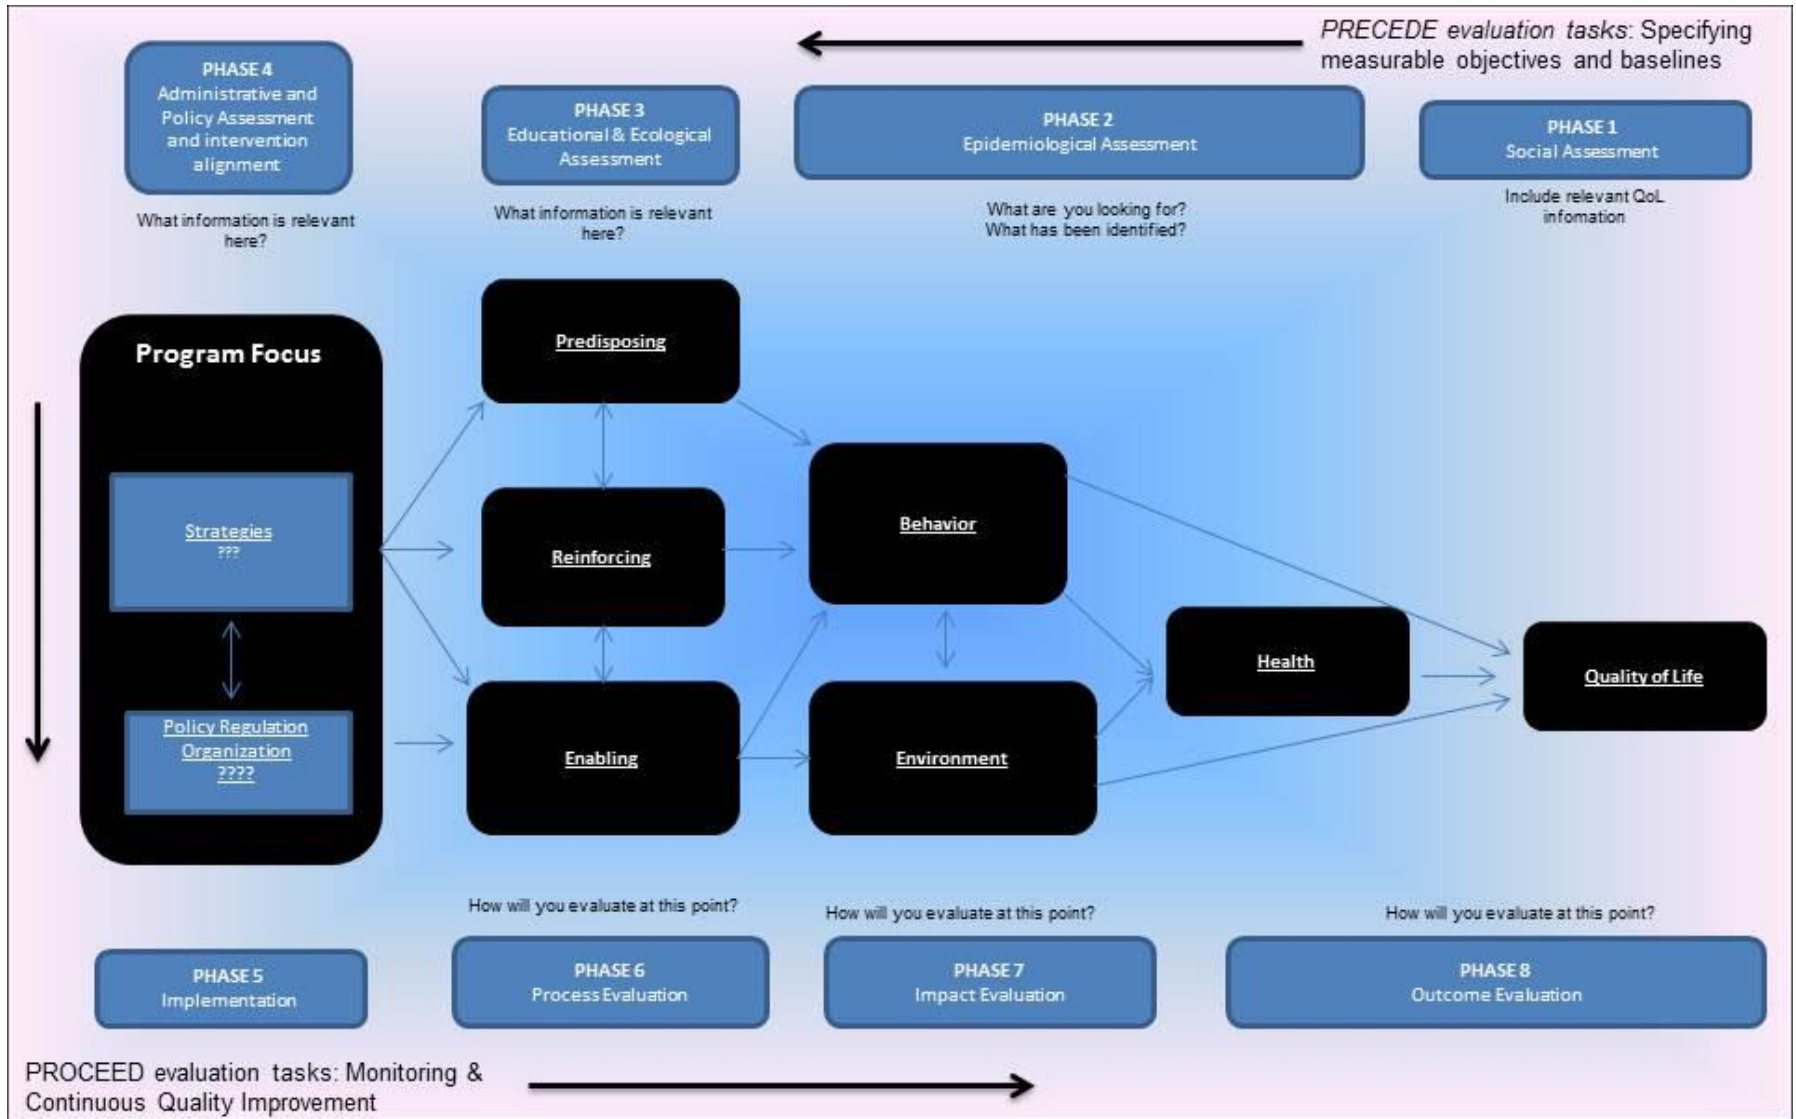 PRECEDE evaluation tasks: Specifying
measurable objectives and baselines
PHASE 4
Administrative and
Policy Assessment
and intervention
alignment
PHASE 3
Educational & Ecological
Assessment
PHASE 2
Epidemiological Assessment
PHASE 1
Social Assessment
What information is relevant
here?
What information is relevant
here?
What are you looking for?
What has been identified?
Include relevant QoL
infomation
Program Focus
Strategies
???
Policy Regulation
Organization
????
Predisposing
Reinforcing
Enabling
Behavior
Environment
Health
Quality of Life
How will you evaluate at this point?
How will you evaluate at this point?
How will you evaluate at this point?
PHASE 5
Implementation
PHASE 6
Process Evaluation
PHASE 7
Impact Evaluation
PHASE 8
Outcome Evaluation
PROCEED evaluation tasks: Monitoring &
Continuous Quality Improvement